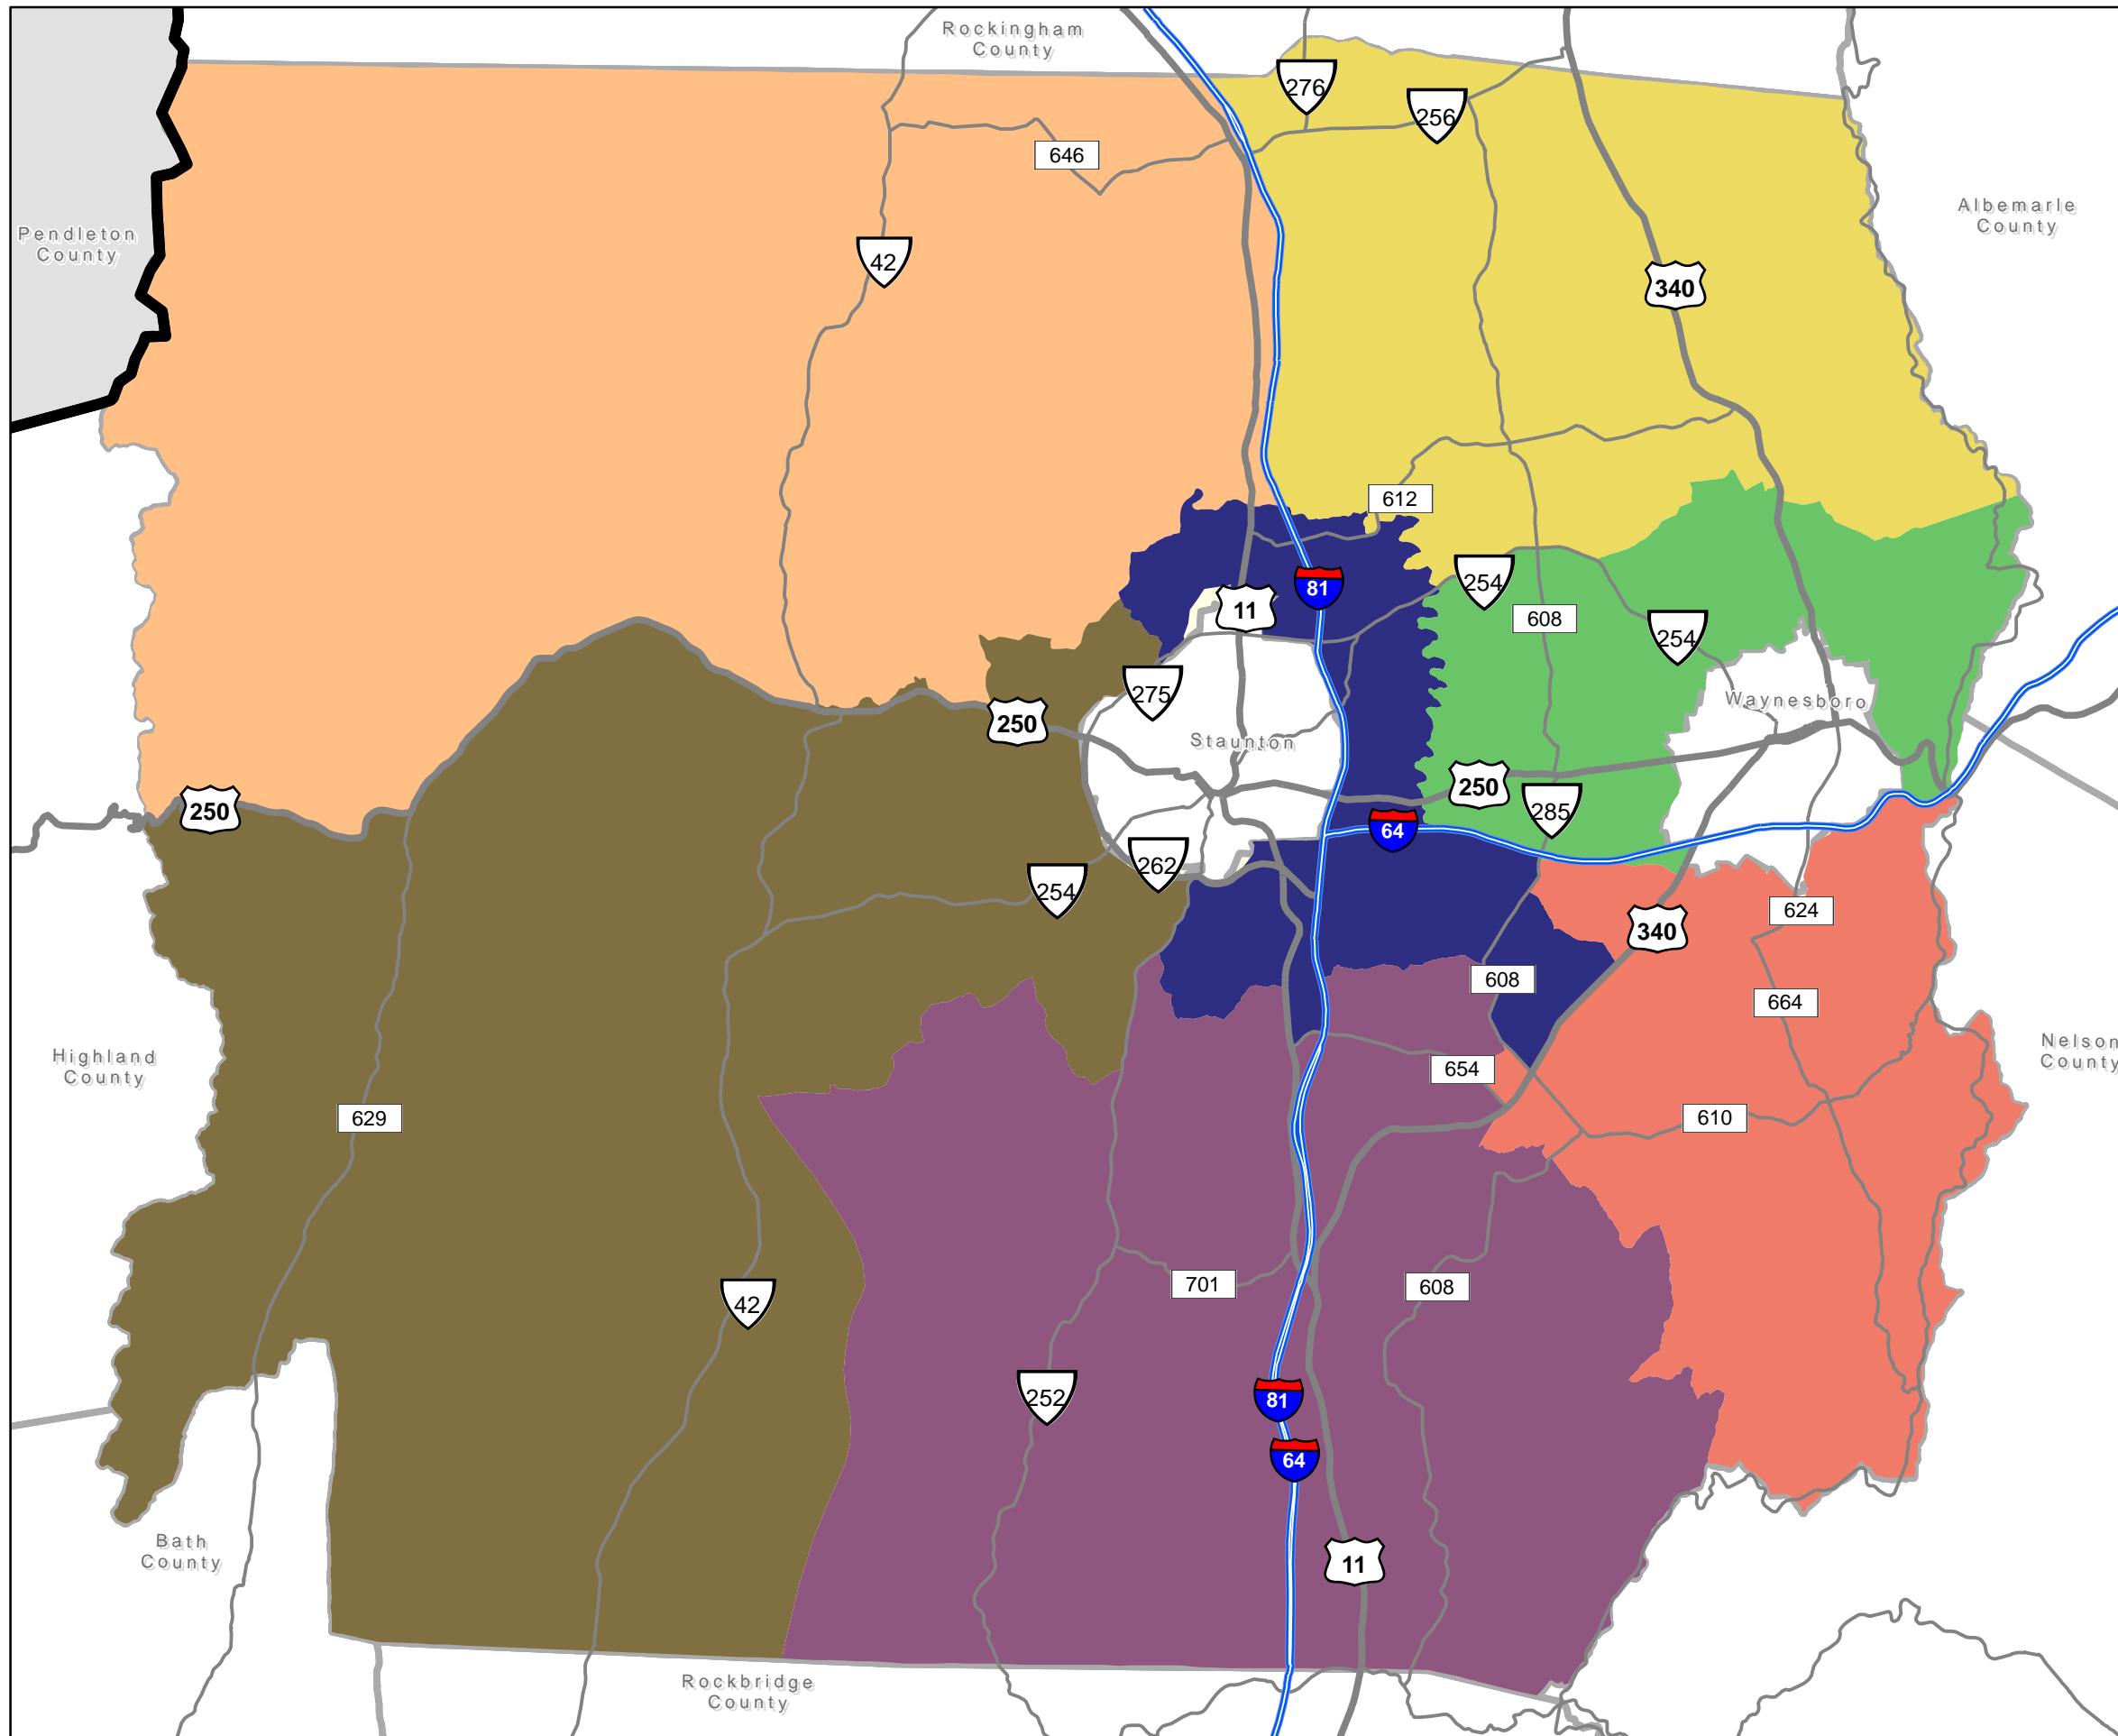 Rockingham
County
276
256
646
Pendleton
County
Albemarle
County
42
340
612
254
81
11
608
254
275
Waynesboro
250
Staunton
250
250
285
64
262
254
624
340
608
664
Highland
County
Nelson
County
654
629
610
701
608
42
252
81
64
Bath
County
11
Rockbridge
County